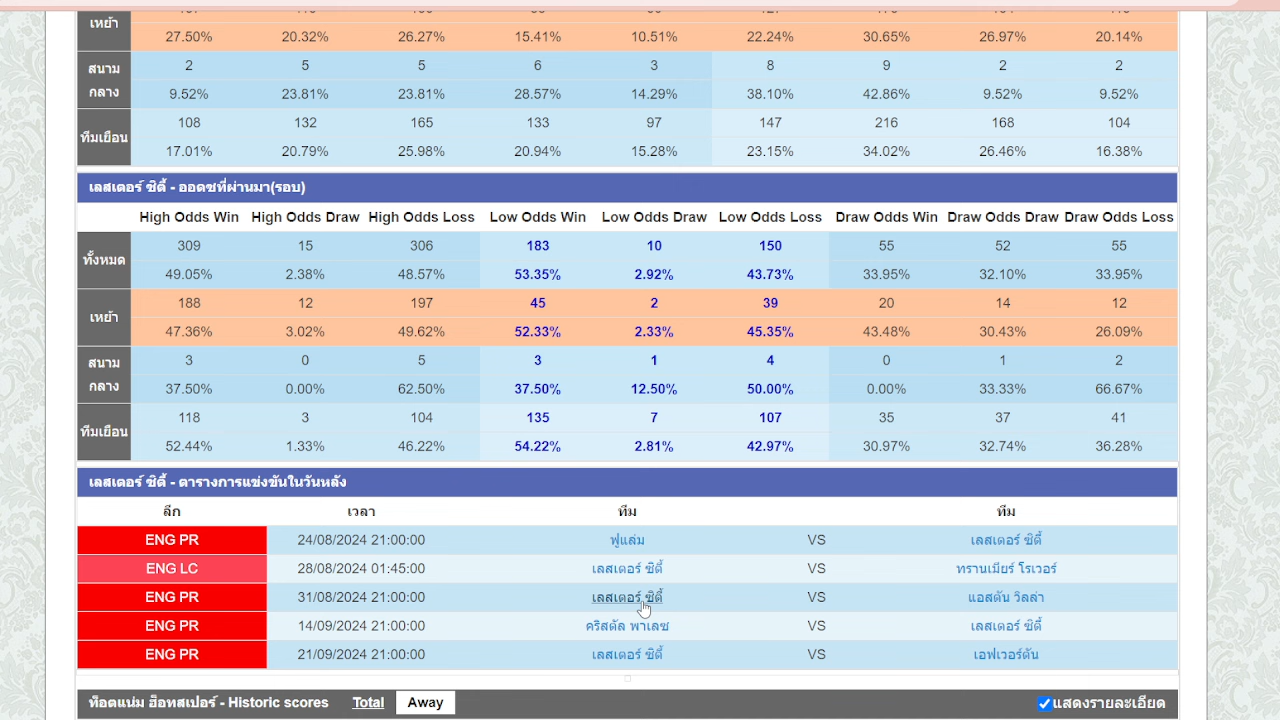 เหย้า
27.50% 20.32% 26.27% 15.41% 10.51% 22.24% 30.65% 26.97% 20.14%
สนามกลาง
2 5 5 6 3 8 9 2 2
9.52% 23.81% 23.81% 28.57% 14.29% 38.10% 42.86% 9.52% 9.52%
ทีมเยือน
108 132 165 133 97 147 216 168 104
17.01% 20.79% 25.98% 20.94% 15.28% 23.15% 34.02% 26.46% 16.38%
เลสเตอร์ ซิตี้ - ออดซที่ผ่านมา(รอบ)
High Odds Win High Odds Draw High Odds Loss Low Odds Win Low Odds Draw Low Odds Loss Draw Odds Win Draw Odds Draw Draw Odds Loss
ทั้งหมด
309 15 306 183 10 150 55 52 55
49.05% 2.38% 48.57% 53.35% 2.92% 43.73% 33.95% 32.10% 33.95%
เหย้า
188 12 197 45 2 39 20 14 12
47.36% 3.02% 49.62% 52.33% 2.33% 45.35% 43.48% 30.43% 26.09%
สนามกลาง
3 0 5 3 1 4 0 1 2
37.50% 0.00% 62.50% 37.50% 12.50% 50.00% 0.00% 33.33% 66.67%
ทีมเยือน
118 3 104 135 7 107 35 37 41
52.44% 1.33% 46.22% 54.22% 2.81% 42.97% 30.97% 32.74% 36.28%
เลสเตอร์ ซิตี้ - ตารางการแข่งขันในวันหลัง
ลีก เวลา ทีม ทีม
ENG PR 24/08/2024 21:00:00 ฟูแล่ม VS เลสเตอร์ ซิตี้
ENG LC 28/08/2024 01:45:00 เลสเตอร์ ซิตี้ VS ทรานเมียร์ โรเวอร์
ENG PR 31/08/2024 21:00:00 เลสเตอร์ ซิตี้ VS แอสตัน วิลล่า
ENG PR 14/09/2024 21:00:00 คริสตัล พาเลซ VS เลสเตอร์ ซิตี้
ENG PR 21/09/2024 21:00:00 เลสเตอร์ ซิตี้ VS เอฟเวอร์ตัน
ท็อตแน่ม ฮ็อทสเปอร์ - Historic scores Total Away แสดงรายละเอียด